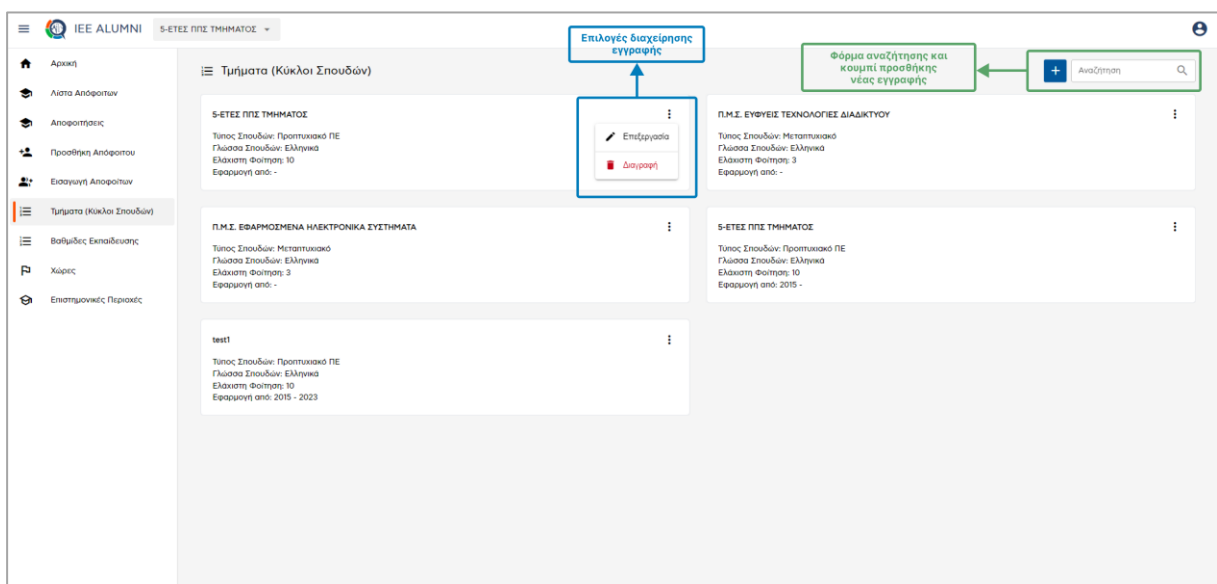 IEE ALUMNI
5-ΕΤΕΣ ΠΠΣ ΤΜΗΜΑΤΟΣ
Επιλογές διαχείρησης
εγγραφής
Φόρμα αναζήτησης και
κουμπί προσθήκης
νέας εγγραφής
Αναζήτηση
Αρχική
Λίστα Απόφοιτων
Αποφοιτήσεις
Προσθήκη Απόφοιτου
Εισαγωγή Αποφοίτων
Τμήματα (Κύκλοι Σπουδών)
Βαθμίδες Εκπαίδευσης
Χώρες
Επιστημονικές Περιοχές
Τμήματα (Κύκλοι Σπουδών)
5-ΕΤΕΣ ΠΠΣ ΤΜΗΜΑΤΟΣ
Τύπος Σπουδών: Προπτυχιακό ΠΕ
Γλώσσα Σπουδών: Ελληνικά
Ελάχιστη Φοίτηση: 10
Εφαρμογή από: -
Επεξεργασία
Διαγραφή
Π.Μ.Σ. ΕΥΦΥΕΙΣ ΤΕΧΝΟΛΟΓΙΕΣ ΔΙΑΔΙΚΤΥΟΥ
Τύπος Σπουδών: Μεταπτυχιακό
Γλώσσα Σπουδών: Ελληνικά
Ελάχιστη Φοίτηση: 3
Εφαρμογή από: -
Π.Μ.Σ. ΕΦΑΡΜΟΣΜΕΝΑ ΗΛΕΚΤΡΟΝΙΚΑ ΣΥΣΤΗΜΑΤΑ
Τύπος Σπουδών: Μεταπτυχιακό
Γλώσσα Σπουδών: Ελληνικά
Ελάχιστη Φοίτηση: 3
Εφαρμογή από: -
5-ΕΤΕΣ ΠΠΣ ΤΜΗΜΑΤΟΣ
Τύπος Σπουδών: Προπτυχιακό ΠΕ
Γλώσσα Σπουδών: Ελληνικά
Ελάχιστη Φοίτηση: 10
Εφαρμογή από: 2015 -
test1
Τύπος Σπουδών: Προπτυχιακό ΠΕ
Γλώσσα Σπουδών: Ελληνικά
Ελάχιστη Φοίτηση: 10
Εφαρμογή από: 2015 - 2023